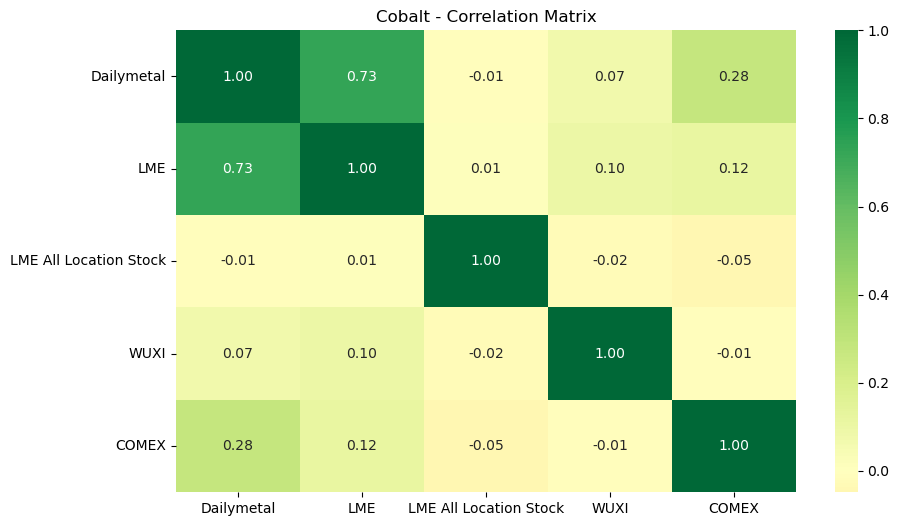 Cobalt - Correlation Matrix
Dailymetal 1.00 0.73 -0.01 0.07 0.28
LME 0.73 1.00 0.01 0.10 0.12
LME All Location Stock -0.01 0.01 1.00 -0.02 -0.05
WUXI 0.07 0.10 -0.02 1.00 -0.01
COMEX 0.28 0.12 -0.05 -0.01 1.00
Dailymetal LME LME All Location Stock WUXI COMEX
1.0
0.8
0.6
0.4
0.2
0.0